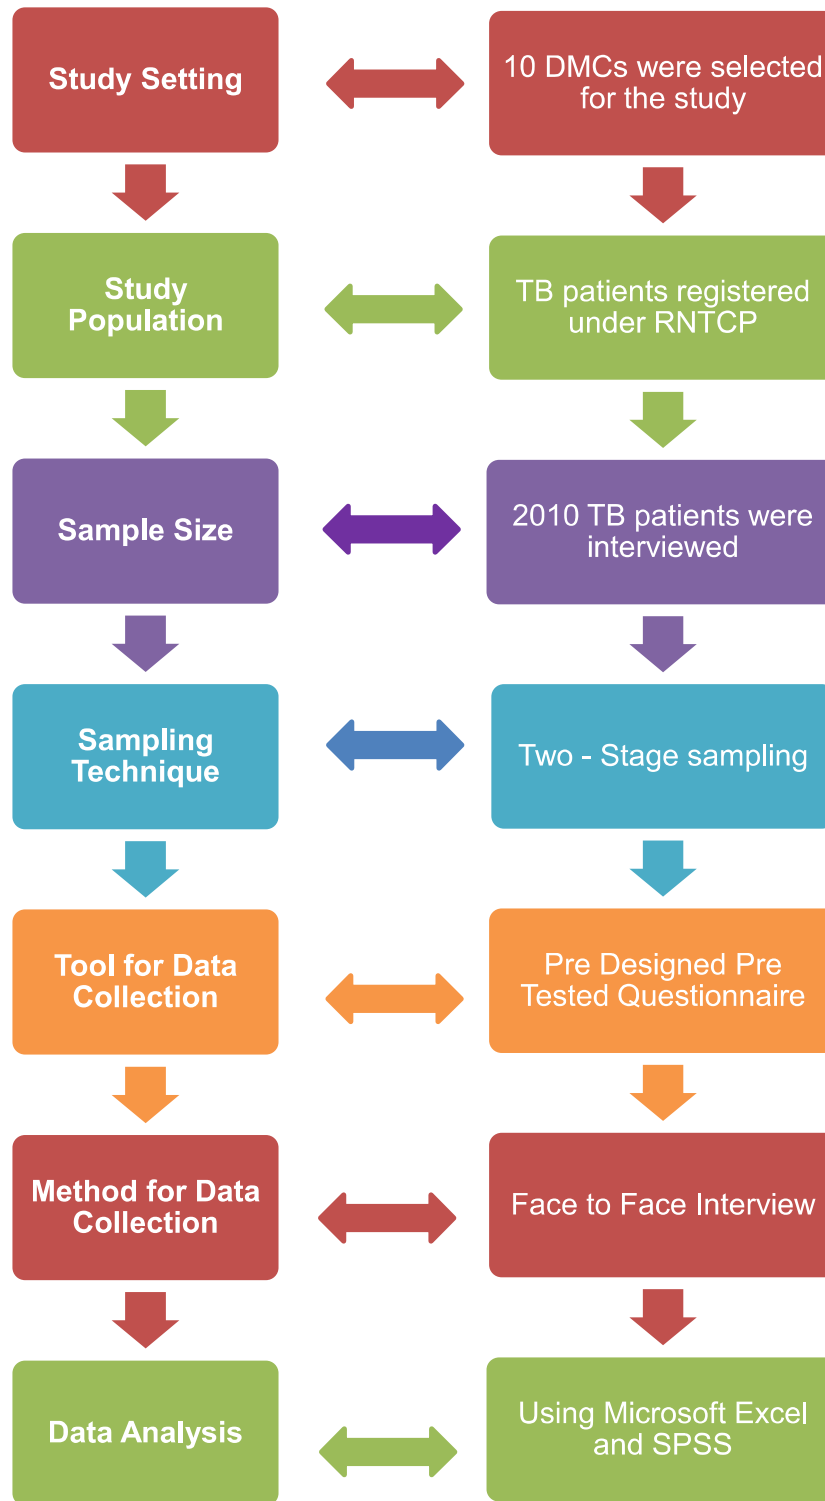 Study Setting
10 DMCs were selected
for the study
Study
Population
TB patients registered
under RNTCP
Sample Size
2010 TB patients were
interviewed
Sampling
Technique
Two - Stage sampling
Tool for Data
Collection
Pre Designed Pre
Tested Questionnaire
Method for Data
Collection
Face to Face Interview
Data Analysis
Using Microsoft Excel
and SPSS